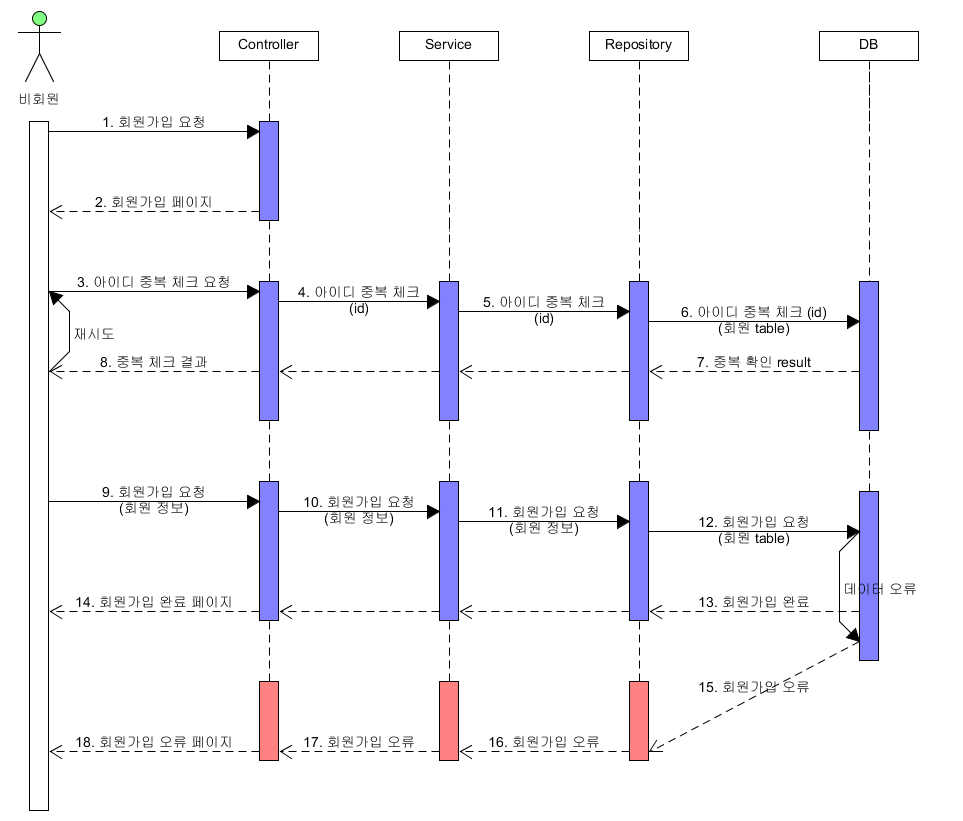 Controller
Service
Repository
DB
비회원
1. 회원가입 요청
2. 회원가입 페이지
3. 아이디 중복 체크 요청
4. 아이디 중복 체크
(id)
5. 아이디 중복 체크
(id)
6. 아이디 중복 체크 (id)
(회원 table)
재시도
8. 중복 체크 결과
7. 중복 확인 result
9. 회원가입 요청
(회원 정보)
10. 회원가입 요청
(회원 정보)
11. 회원가입 요청
(회원 정보)
12. 회원가입 요청
(회원 table)
데이터 오류
14. 회원가입 완료 페이지
13. 회원가입 완료
15. 회원가입 오류
18. 회원가입 오류 페이지
17. 회원가입 오류
16. 회원가입 오류